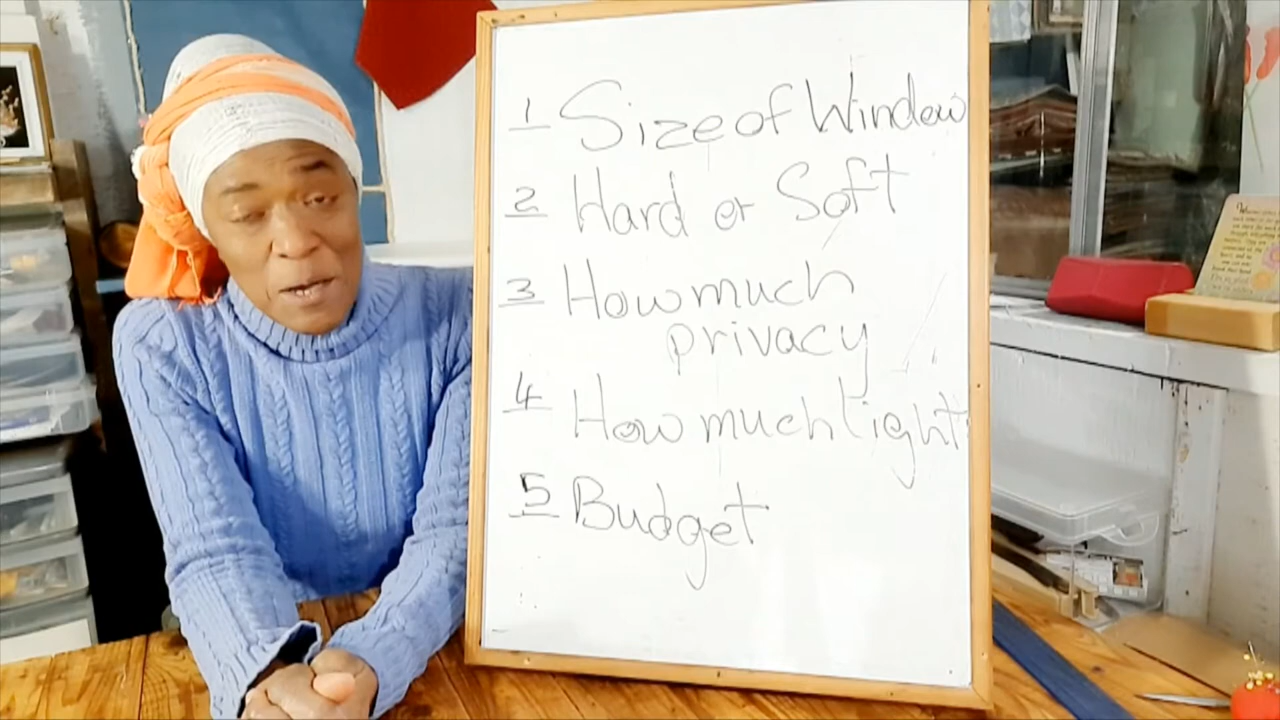 1 Size of Window
2 Hard or Soft
3 How much
privacy
4 How much light
5 Budget